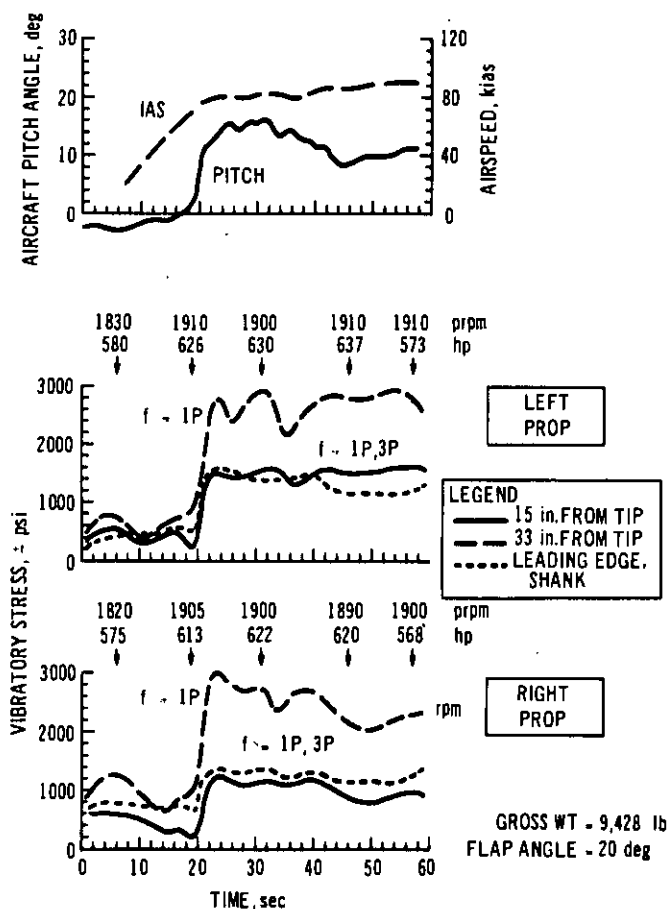 AIRCRAFT PITCH ANGLE, deg
30
20
10
0
IAS
PITCH
120
80
40
0
AIRSPEED, kias
1830 1910 1900 1910 1910 prpm
580 626 630 637 573 hp
VIBRATORY STRESS, ± psi
3000
2000
1000
0
f - 1P
f - 1P,3P
LEFT
PROP
LEGEND
15 in. FROM TIP
33 in. FROM TIP
LEADING EDGE,
SHANK
1820 1905 1900 1890 1900 prpm
575 613 622 620 568 hp
3000
2000
1000
0
f - 1P
f - 1P, 3P
rpm
RIGHT
PROP
0 10 20 30 40 50 60
TIME, sec
GROSS WT - 9,428 lb
FLAP ANGLE - 20 deg